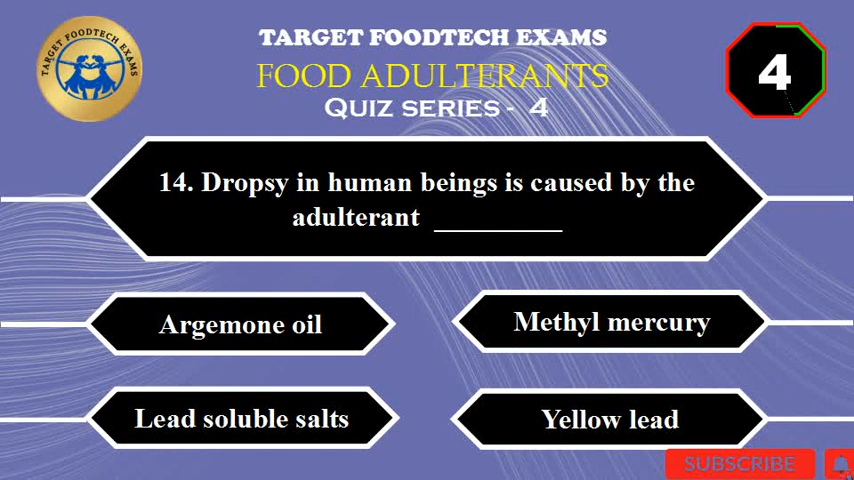 TARGET FOODTECH EXAMS
TARGET FOODTECH EXAMS
FOOD ADULTERANTS
QUIZ SERIES - 4
4
14. Dropsy in human beings is caused by the
adulterant _________
Argemone oil
Methyl mercury
Lead soluble salts
Yellow lead
SUBSCRIBE